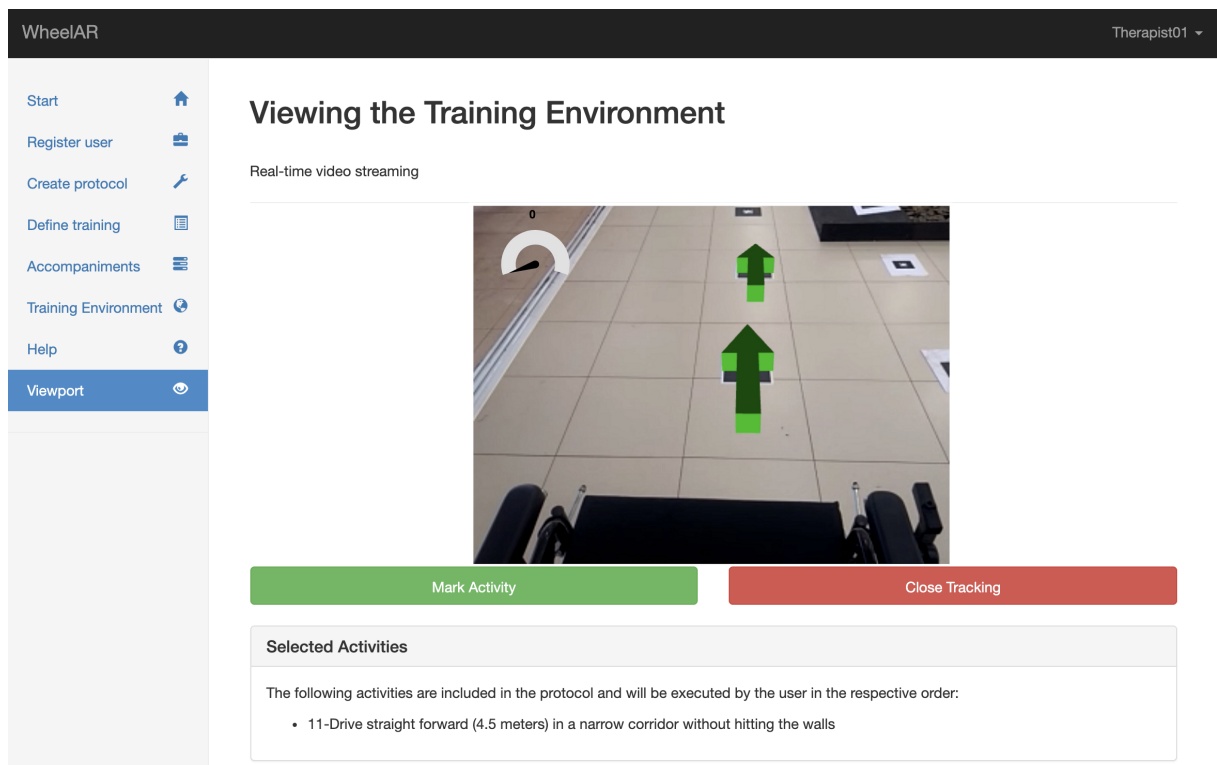 WheelAR
Therapist01
Start
Register user
Create protocol
Define training
Accompaniments
Training Environment
Help
Viewport
Viewing the Training Environment
Real-time video streaming
0
Mark Activity
Close Tracking
Selected Activities
The following activities are included in the protocol and will be executed by the user in the respective order:
• 11-Drive straight forward (4.5 meters) in a narrow corridor without hitting the walls